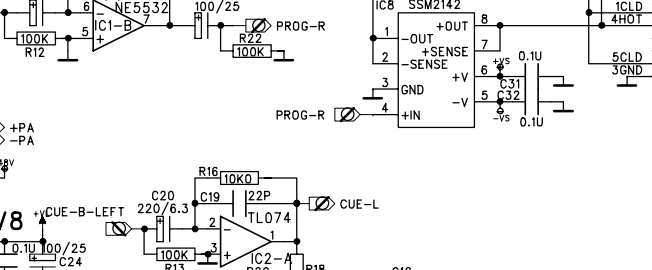 6
NE5532
7
IC1-B
5
100K
R12
100/25
PROG-R
R22
100K
IC8
SSM2142
1
-OUT
2
-SENSE
3
GND
4
+IN
PROG-R
+OUT
8
+SENSE
7
+V
6
-V
5
+VS
C31
C32
-VS
0.1U
0.1U
1CLD
4HOT
5CLD
3GND
+PA
-PA
48V
/8
CUE-B-LEFT
0.1U
100/25
C24
C20
220/6.3
R16
10K0
C19
22P
TL074
2
3
1
IC2-A
100K
R13
CUE-L
R18